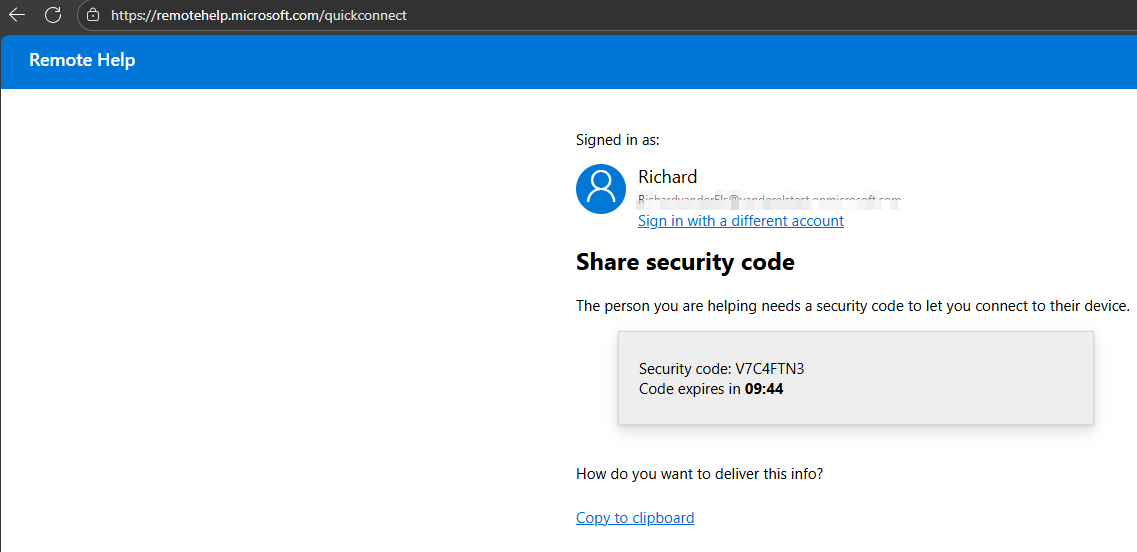 https://remotehelp.microsoft.com/quickconnect
Remote Help
Signed in as:
Richard
Sign in with a different account
Share security code
The person you are helping needs a security code to let you connect to their device.
Security code: V7C4FTN3
Code expires in 09:44
How do you want to deliver this info?
Copy to clipboard